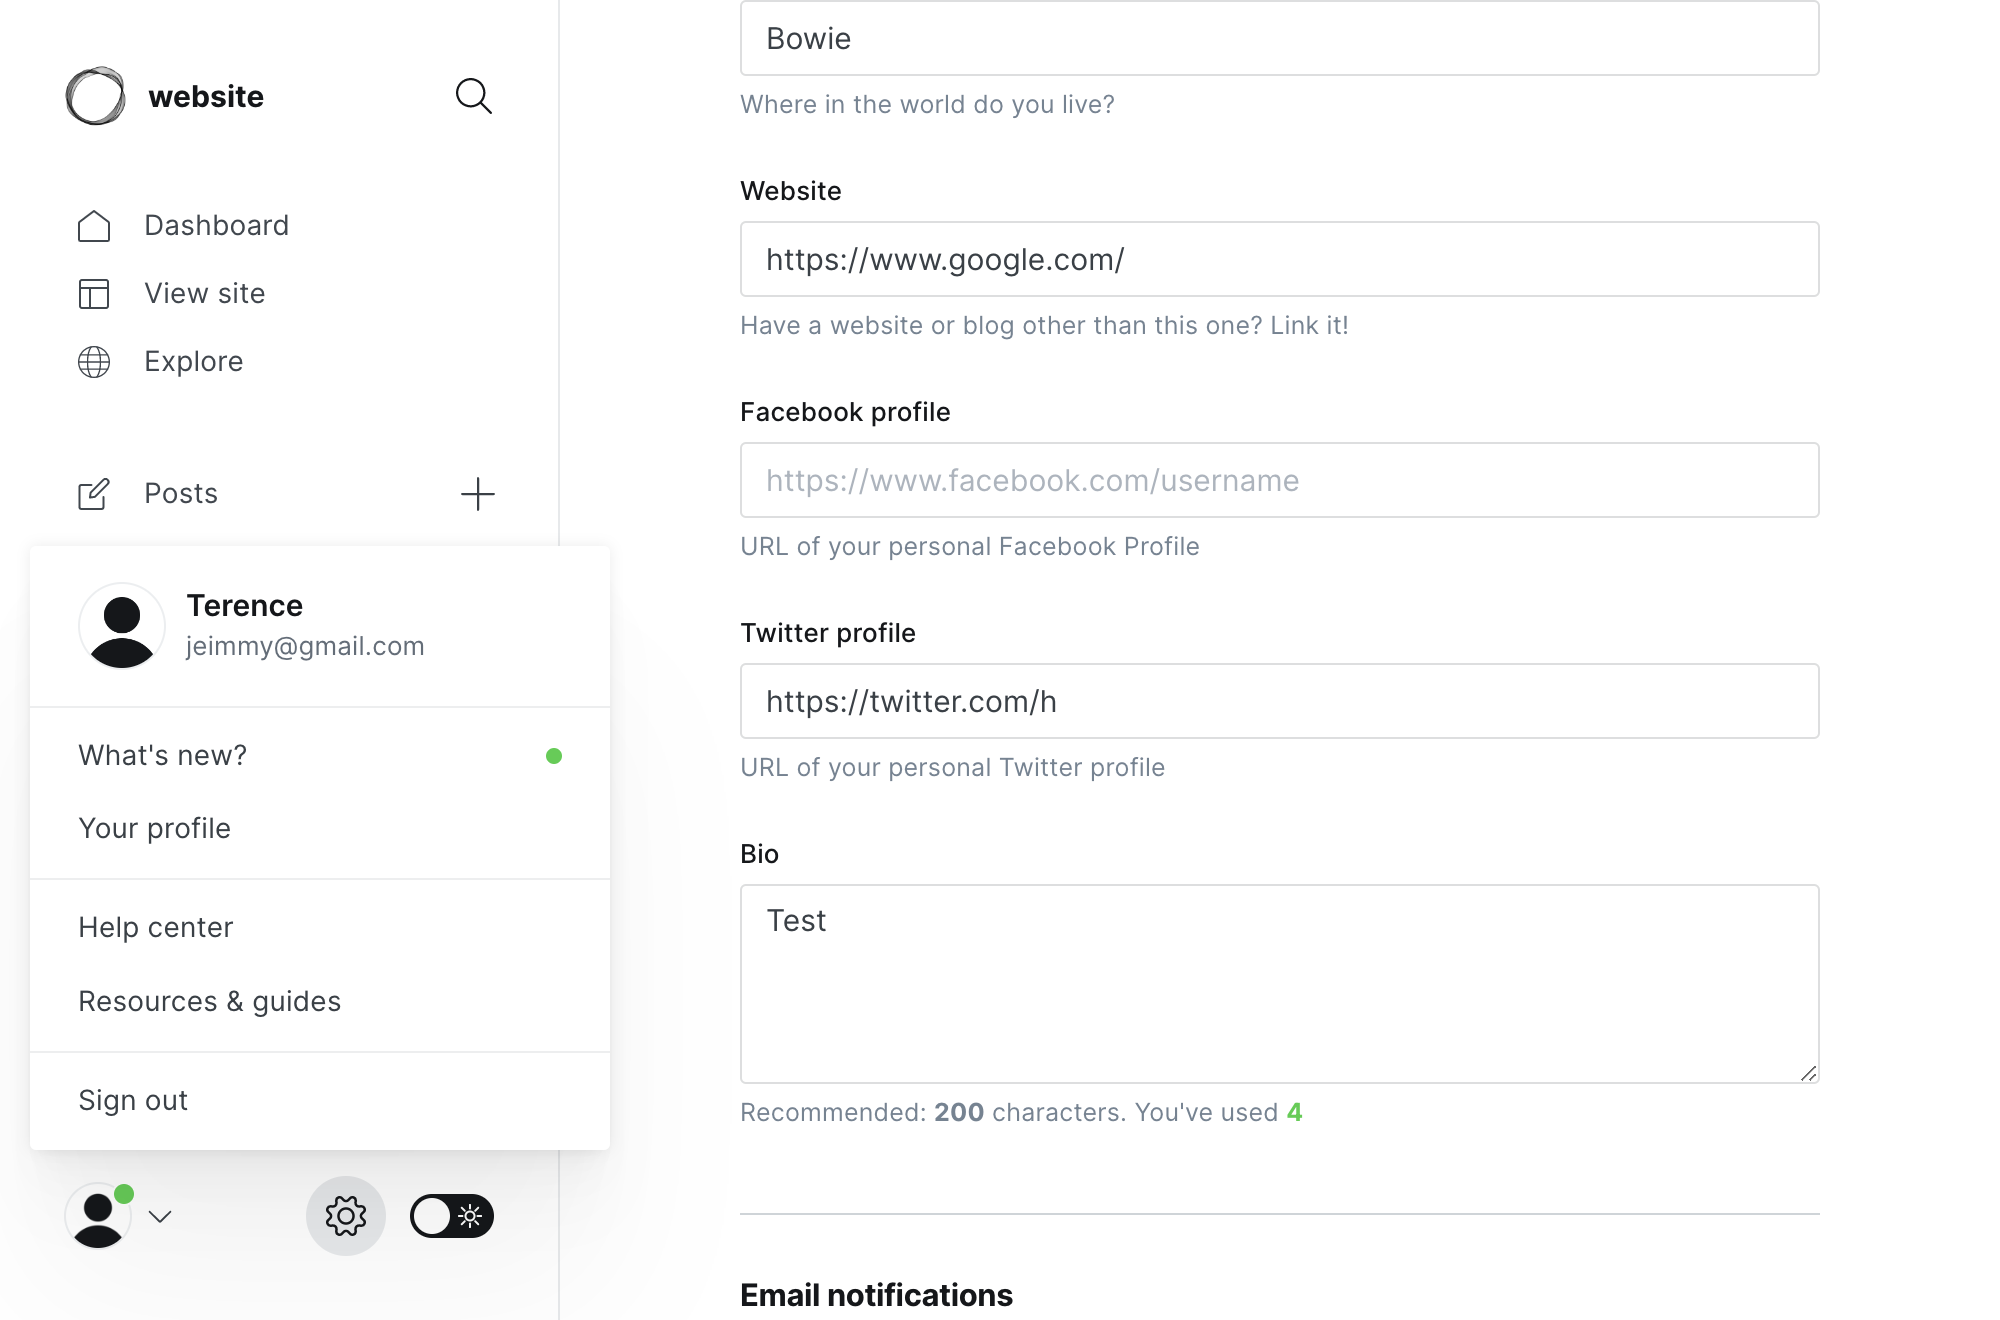 website
Dashboard
View site
Explore
Posts
Terence
jeimmy@gmail.com
What's new?
Your profile
Help center
Resources & guides
Sign out
Bowie
Where in the world do you live?
Website
https://www.google.com/
Have a website or blog other than this one? Link it!
Facebook profile
https://www.facebook.com/username
URL of your personal Facebook Profile
Twitter profile
https://twitter.com/h
URL of your personal Twitter profile
Bio
Test
Recommended: 200 characters. You've used 4
Email notifications